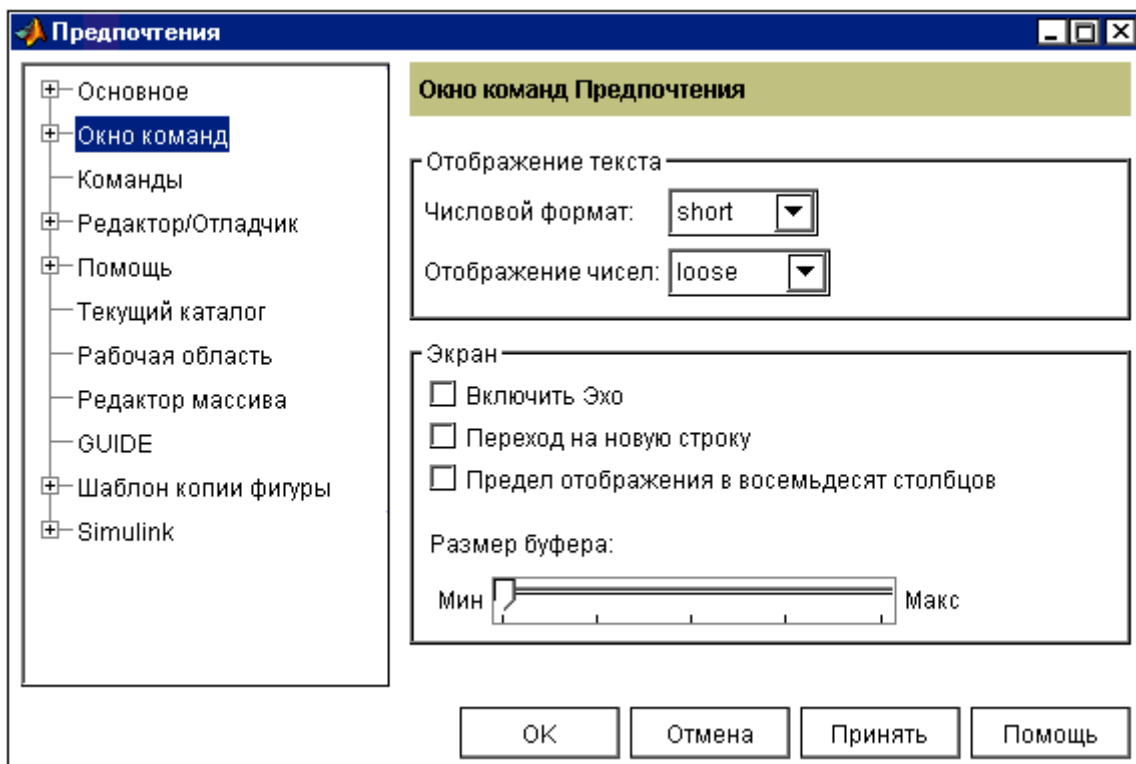 Предпочтения
Основное
Окно команд
Команды
Редактор/Отладчик
Помощь
Текущий каталог
Рабочая область
Редактор массива
GUIDE
Шаблон копии фигуры
Simulink
Окно команд Предпочтения
Отображение текста
Числовой формат: short
Отображение чисел: loose
Экран
Включить Эхо
Переход на новую строку
Предел отображения в восемьдесят столбцов
Размер буфера:
Мин Макс
OK Отмена Принять Помощь